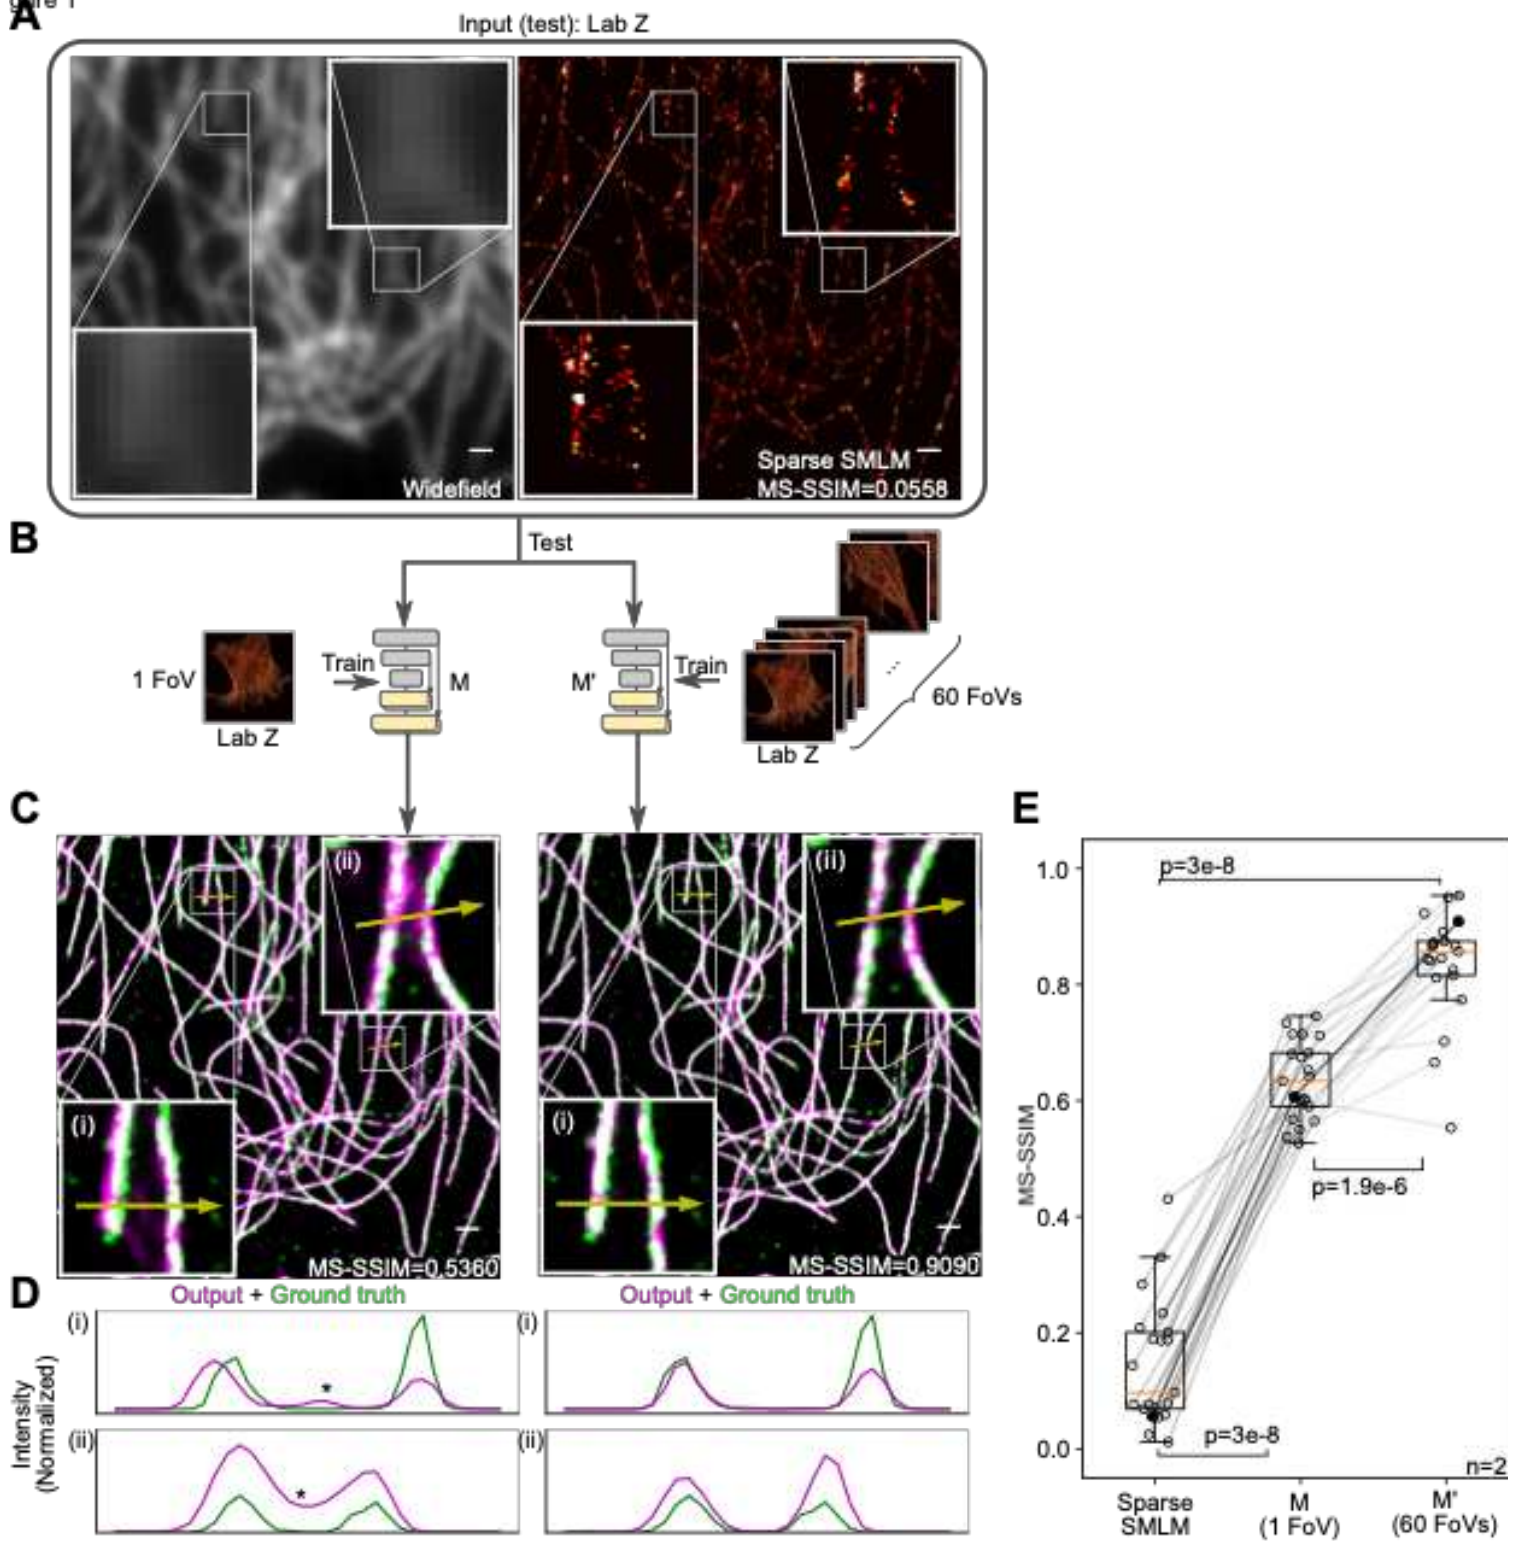 gure 1
A
Input (test): Lab Z
Widefield
Sparse SMLM
MS-SSIM=0.0558
B
Test
1 FoV
Train
M
M'
Train
60 FoVs
Lab Z
Lab Z
...
C
(ii)
(i)
MS-SSIM=0.5360
(ii)
(i)
MS-SSIM=0.9090
D
Output + Ground truth
Output + Ground truth
Intensity
(Normalized)
(i)
*
(i)
(ii)
*
(ii)
E
MS-SSIM
1.0
0.8
0.6
0.4
0.2
0.0
p=3e-8
p=1.9e-6
p=3e-8
n=2
Sparse
SMLM
M
(1 FoV)
M'
(60 FoVs)